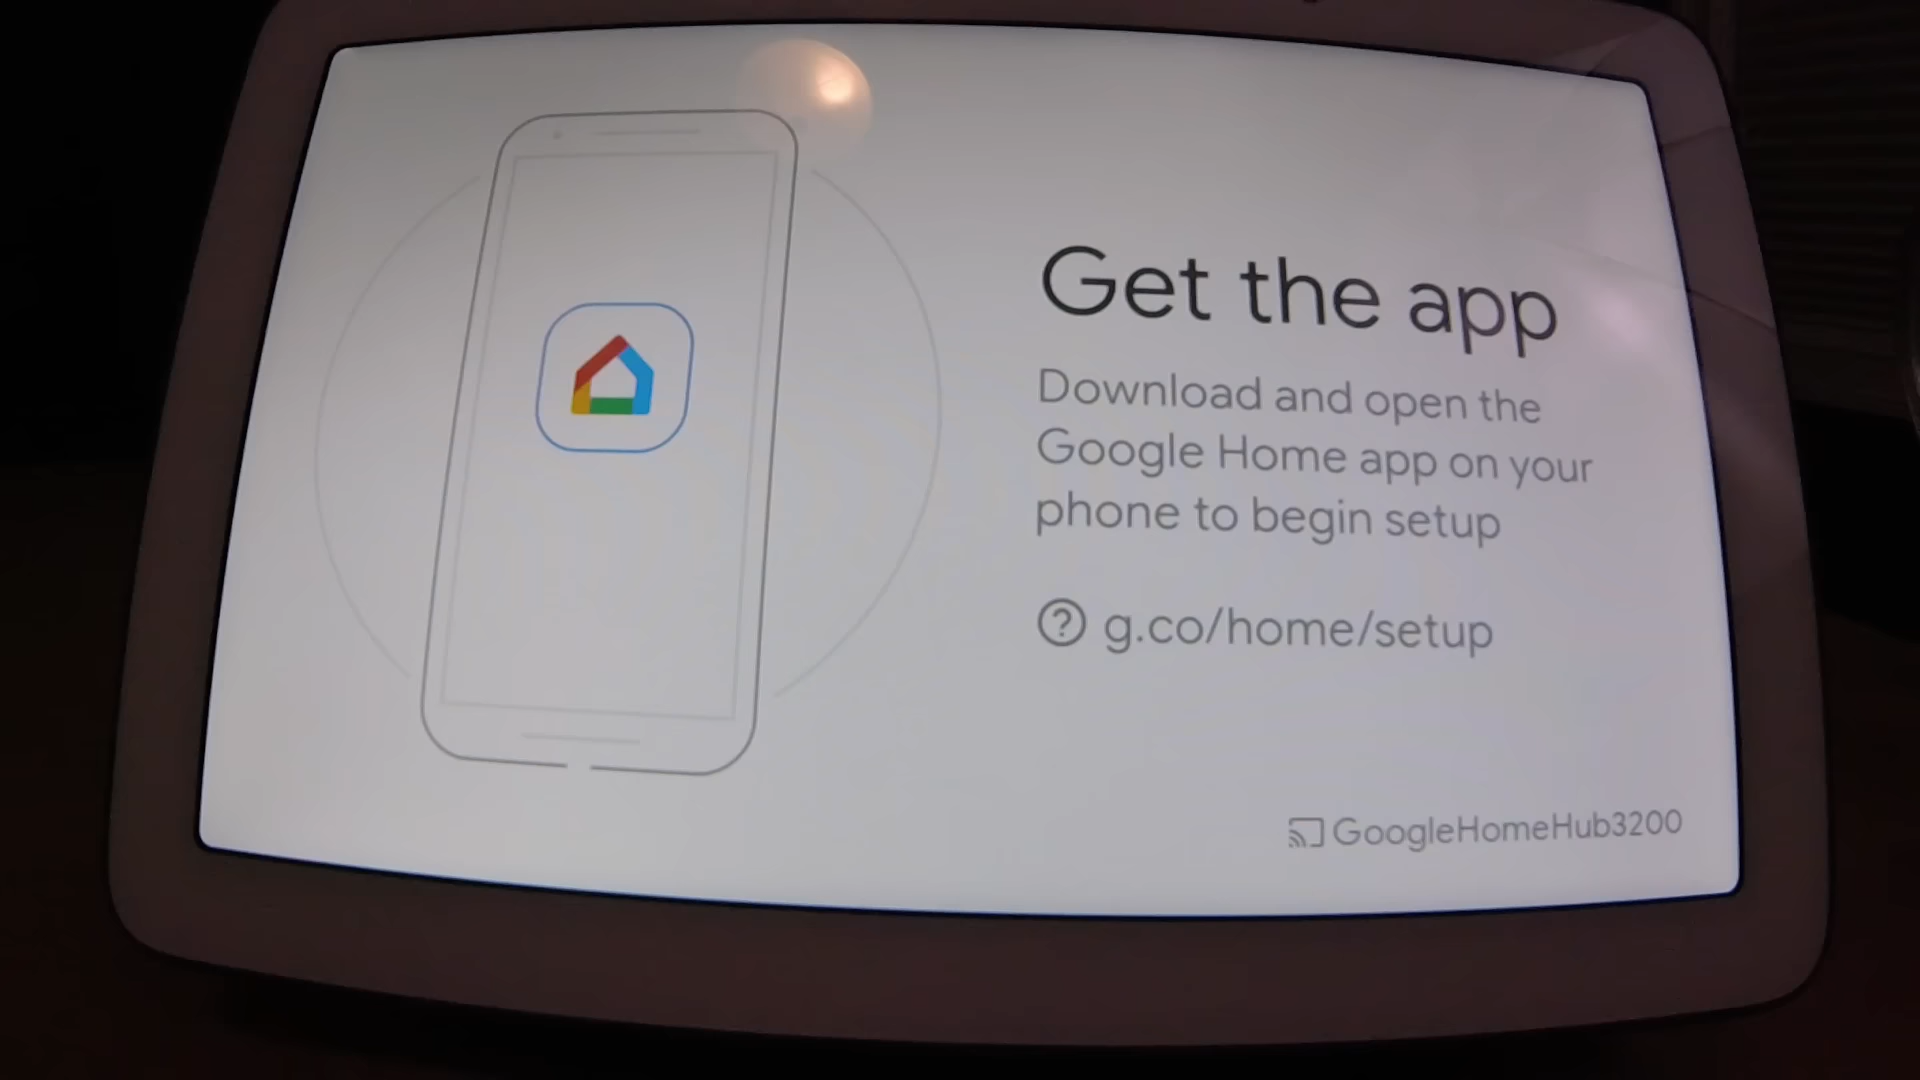 Get the app
Download and open the
Google Home app on your
phone to begin setup
? g.co/home/setup
GoogleHomeHub3200